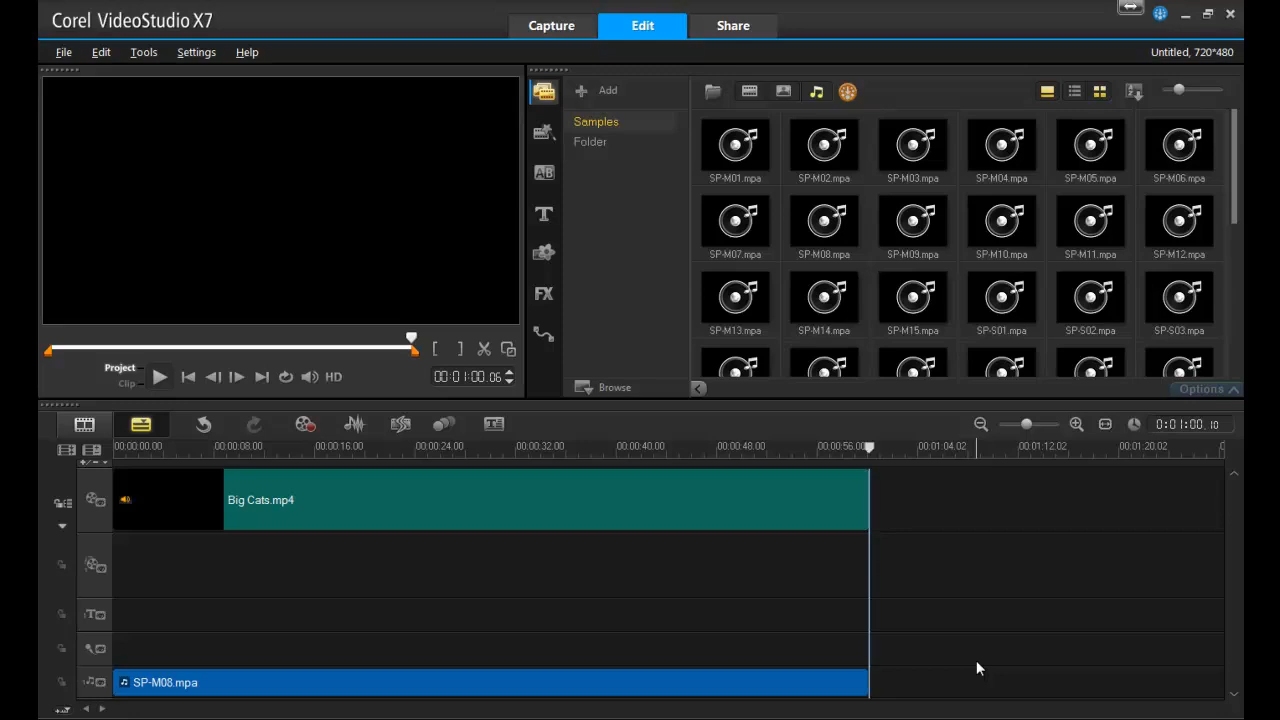 Corel VideoStudio X7
Capture
Edit
Share
File
Edit
Tools
Settings
Help
Untitled, 720*480
Add
Samples
Folder
SP-M01.mpa
SP-M02.mpa
SP-M03.mpa
SP-M04.mpa
SP-M05.mpa
SP-M06.mpa
AB
T
SP-M07.mpa
SP-M08.mpa
SP-M09.mpa
SP-M10.mpa
SP-M11.mpa
SP-M12.mpa
FX
SP-M13.mpa
SP-M14.mpa
SP-M15.mpa
SP-S01.mpa
SP-S02.mpa
SP-S03.mpa
Project
Clip
HD
00:01:00.06
Browse
Options
0:01:00.10
00:00:00.00
00:00:08.00
00:00:16.00
00:00:24.00
00:00:32.00
00:00:40.00
00:00:48.00
00:00:56.00
00:01:04.02
00:01:12.02
00:01:20.02
Big Cats.mp4
SP-M08.mpa